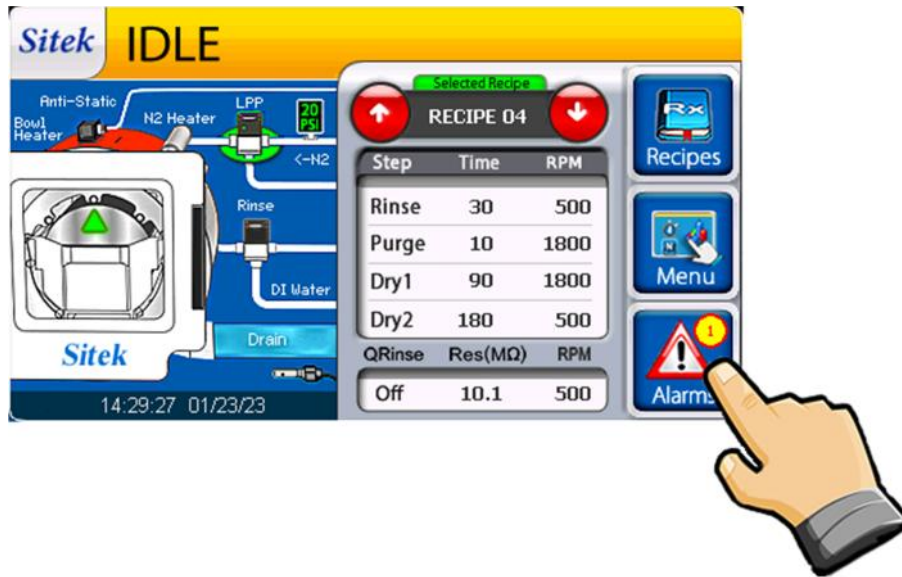 Sitek IDLE
Anti-Static
Bowl
Heater
N2 Heater
LPP
20
PSI
<-N2
Rinse
DI Water
Drain
Sitek
14:29:27 01/23/23
Selected Recipe
RECIPE 04
Step Time RPM
Rinse 30 500
Purge 10 1800
Dry1 90 1800
Dry2 180 500
QRinse Res(MΩ) RPM
Off 10.1 500
Rx
Recipes
N
Menu
1
Alarms